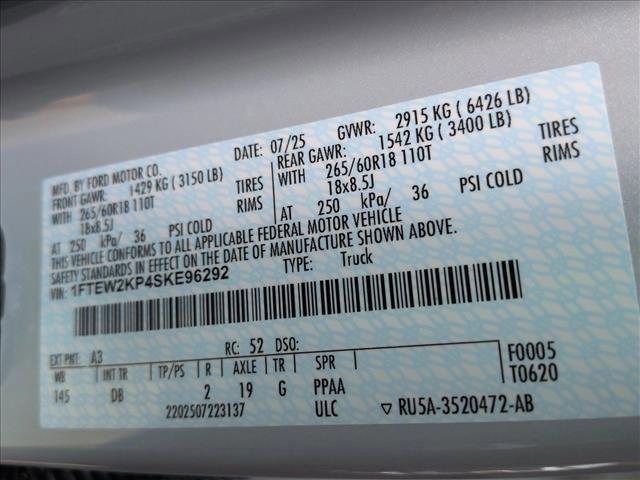 MFD. BY FORD MOTOR CO.
DATE: 07/25 GVWR: 2915 KG ( 6426 LB)
FRONT GAWR: 1429 KG ( 3150 LB) REAR GAWR: 1542 KG ( 3400 LB)
WITH 265/60R18 110T TIRES WITH 265/60R18 110T TIRES
18x8.5J RIMS 18x8.5J RIMS
AT 250 kPa/ 36 PSI COLD AT 250 kPa/ 36 PSI COLD
THIS VEHICLE CONFORMS TO ALL APPLICABLE FEDERAL MOTOR VEHICLE
SAFETY STANDARDS IN EFFECT ON THE DATE OF MANUFACTURE SHOWN ABOVE.
VIN: 1FTEW2KP4SKE96292 TYPE: Truck
EXT PNT: A3 RC: 52 DSO:
WB INT TR TP/PS R AXLE TR SPR F0005
145 DB 2 19 G PPAA T0620
2202507223137 ULC ▽ RU5A-3520472-AB